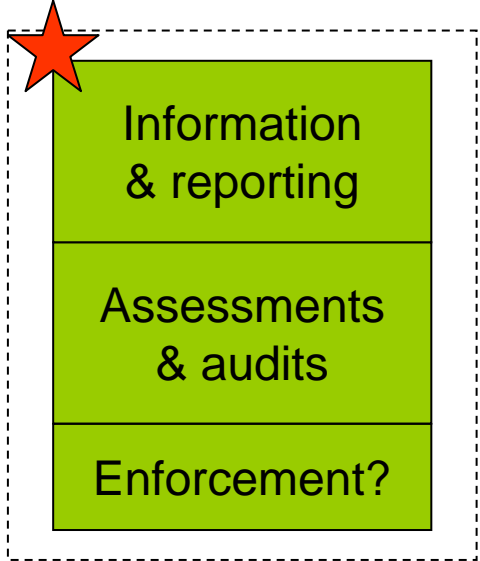 Information
& reporting
Assessments
& audits
Enforcement?